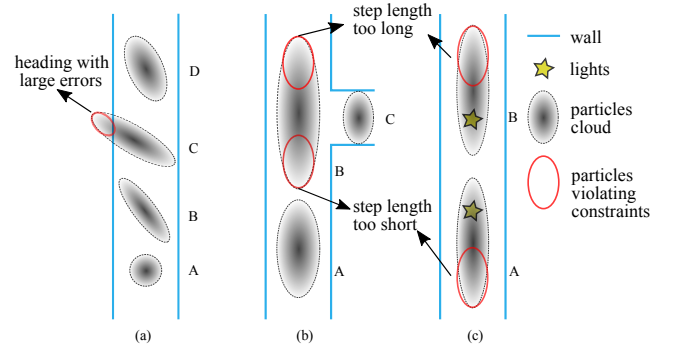 heading with
large errors
D
C
B
A
(a)
step length
too long
C
B
step length
too short
A
(b)
B
A
(c)
wall
lights
particles
cloud
particles
violating
constraints